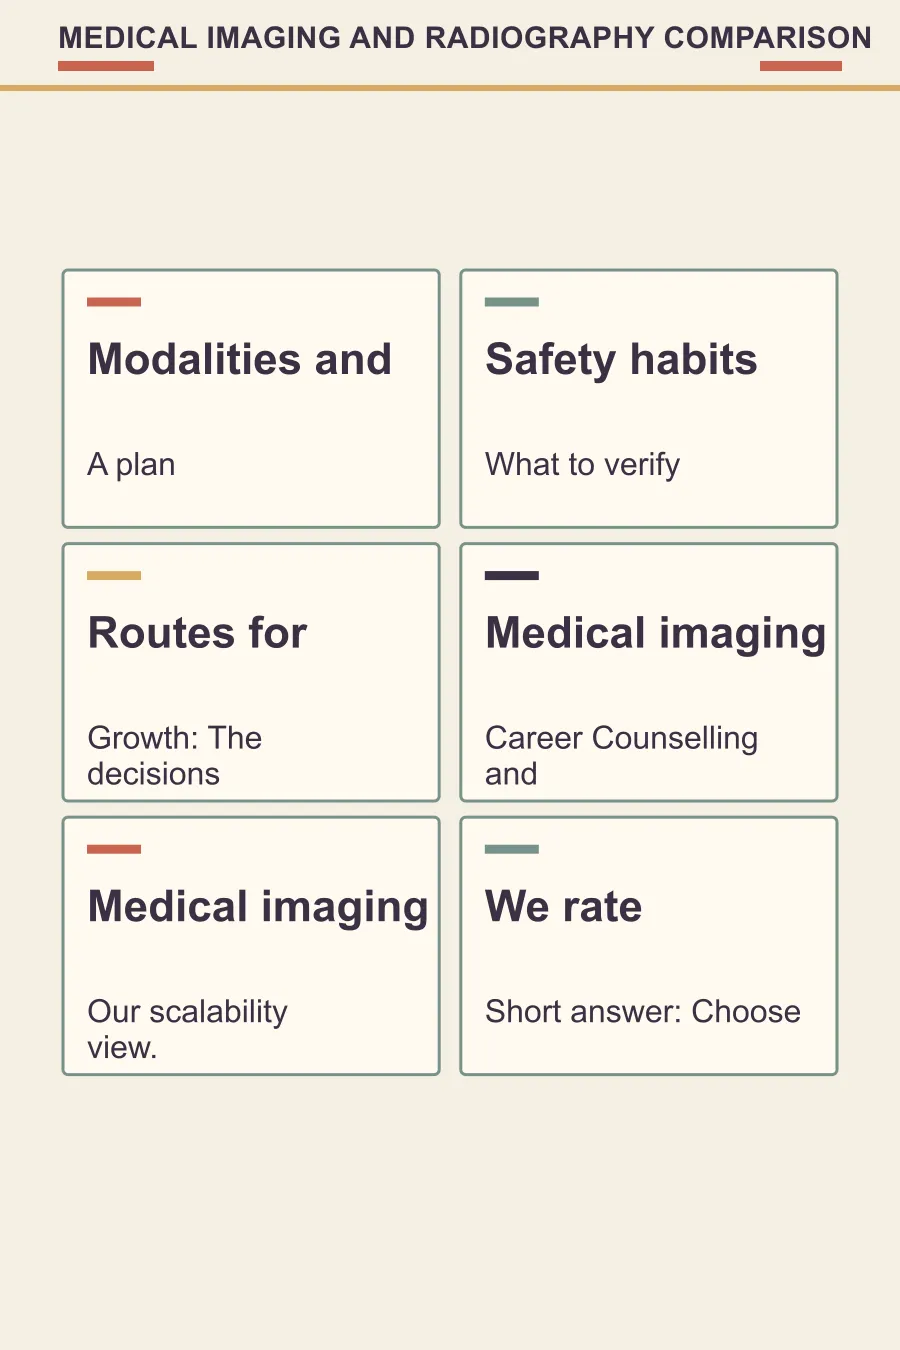 MEDICAL IMAGING AND RADIOGRAPHY COMPARISON
Modalities and
A plan
Safety habits
What to verify
Routes for
Growth: The
decisions
Medical imaging
Career Counselling
and
Medical imaging
Our scalability
view.
We rate
Short answer: Choose